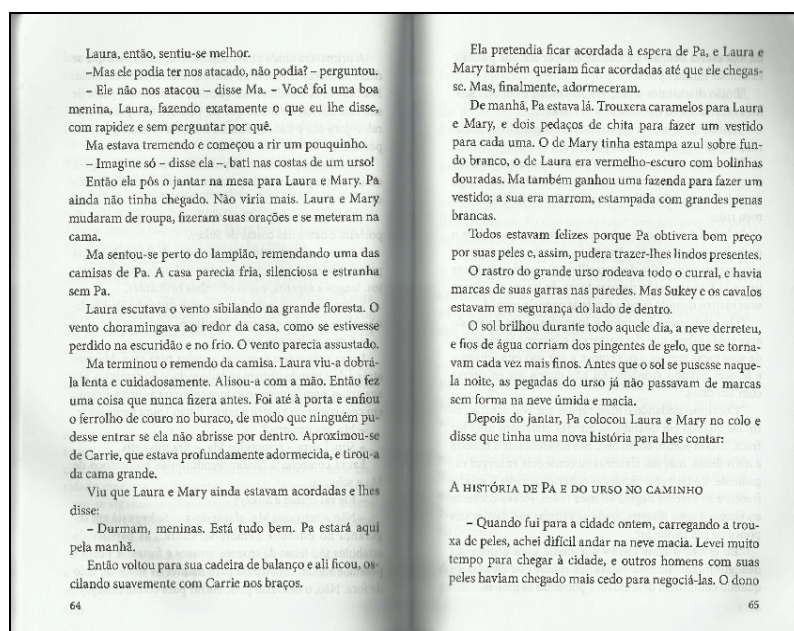 Laura, então, sentiu-se melhor.
–Mas ele podia ter nos atacado, não podia? – perguntou.
– Ele não nos atacou – disse Ma. – Você foi uma boa
menina, Laura, fazendo exatamente o que eu lhe disse,
com rapidez e sem perguntar por quê.
Ma estava tremendo e começou a rir um pouquinho.
– Imagine só – disse ela –, bati nas costas de um urso!
Então ela pôs o jantar na mesa para Laura e Mary. Pa
ainda não tinha chegado. Não viria mais. Laura e Mary
mudaram de roupa, fizeram suas orações e se meteram na
cama.
Ma sentou-se perto do lampião, remendando uma das
camisas de Pa. A casa parecia fria, silenciosa e estranha
sem Pa.
Laura escutava o vento sibilando na grande floresta. O
vento choramingava ao redor da casa, como se estivesse
perdido na escuridão e no frio. O vento parecia assustado.
Ma terminou o remendo da camisa. Laura viu-a dobrá-
la lenta e cuidadosamente. Alisou-a com a mão. Então fez
uma coisa que nunca fizera antes. Foi até à porta e enfiou
o ferrolho de couro no buraco, de modo que ninguém pu-
desse entrar se ela não abrisse por dentro. Aproximou-se
de Carrie, que estava profundamente adormecida, e tirou-a
da cama grande.
Viu que Laura e Mary ainda estavam acordadas e lhes
disse:
– Durmam, meninas. Está tudo bem. Pa estará aqui
pela manhã.
Então voltou para sua cadeira de balanço e ali ficou, os-
cilando suavemente com Carrie nos braços.
64
Ela pretendia ficar acordada à espera de Pa, e Laura e
Mary também queriam ficar acordadas até que ele chegas-
se. Mas, finalmente, adormeceram.
De manhã, Pa estava lá. Trouxera caramelos para Laura
e Mary, e dois pedaços de chita para fazer um vestido
para cada uma. O de Mary tinha estampa azul sobre fun-
do branco, o de Laura era vermelho-escuro com bolinhas
douradas. Ma também ganhou uma fazenda para fazer um
vestido; a sua era marrom, estampada com grandes penas
brancas.
Todos estavam felizes porque Pa obtivera bom preço
por suas peles e, assim, pudera trazer-lhes lindos presentes.
O rastro do grande urso rodeava todo o curral, e havia
marcas de suas garras nas paredes. Mas Sukey e os cavalos
estavam em segurança do lado de dentro.
O sol brilhou durante todo aquele dia, a neve derreteu,
e fios de água corriam dos pingentes de gelo, que se torna-
vam cada vez mais finos. Antes que o sol se pusesse naque-
la noite, as pegadas do urso já não passavam de marcas
sem forma na neve úmida e macia.
Depois do jantar, Pa colocou Laura e Mary no colo e
disse que tinha uma nova história para lhes contar:
A HISTÓRIA DE PA E DO URSO NO CAMINHO
– Quando fui para a cidade ontem, carregando a trou-
xa de peles, achei difícil andar na neve macia. Levei muito
tempo para chegar à cidade, e outros homens com suas
peles haviam chegado mais cedo para negociá-las. O dono
65